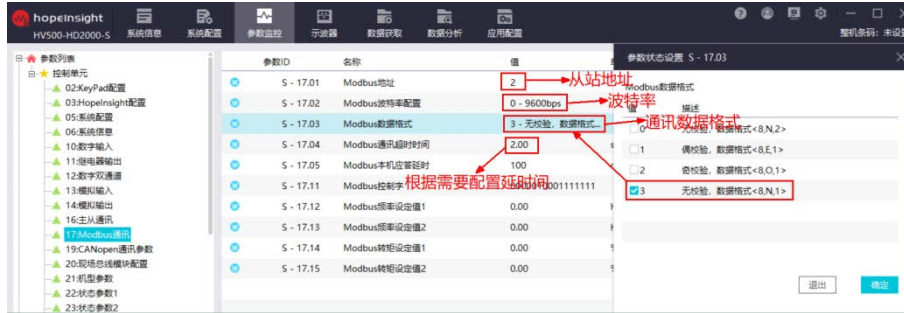 hopeInsight
HV500-HD2000-S
系统信息
系统配置
参数监控
示波器
数据获取
数据分析
应用配置
整机条码: 未设
参数列表
控制单元
02:KeyPad配置
03:HopeInsight配置
05:系统配置
06:系统信息
10:数字输入
11:继电器输出
12:数字双通道
13:模拟输入
14:模拟输出
16:主从通讯
17:Modbus通讯
19:CANopen通讯参数
20:现场总线模块配置
21:机型参数
22:状态参数1
23:状态参数2
参数ID 名称 值
S - 17.01 Modbus地址 2
S - 17.02 Modbus波特率配置 0 - 9600bps
S - 17.03 Modbus数据格式 3 - 无校验, 数据格式...
S - 17.04 Modbus通讯超时时间 2.00
S - 17.05 Modbus本机应答延时 100
S - 17.11 Modbus控制字 0001111111
S - 17.12 Modbus频率设定值1 0.00
S - 17.13 Modbus频率设定值2 0.00
S - 17.14 Modbus转矩设定值1 0.00
S - 17.15 Modbus转矩设定值2 0.00
从站地址
波特率
通讯数据格式
根据需要配置延时间
参数状态设置 S - 17.03
Modbus数据格式
值 描述
0 无校验, 数据格式<8,N,2>
1 偶校验, 数据格式<8,E,1>
2 奇校验, 数据格式<8,O,1>
3 无校验, 数据格式<8,N,1>
退出
确定